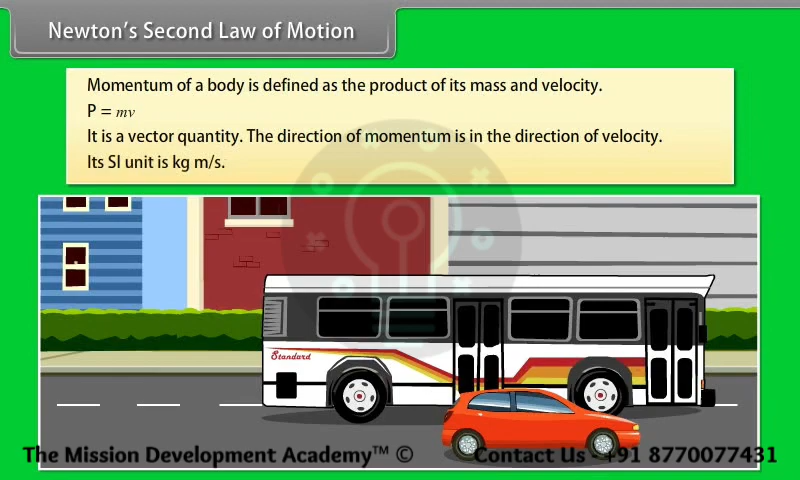 Newton's Second Law of Motion
Momentum of a body is defined as the product of its mass and velocity.
P = mv
It is a vector quantity. The direction of momentum is in the direction of velocity.
Its SI unit is kg m/s.
Standard
The Mission Development Academy™ © Contact Us +91 8770077431